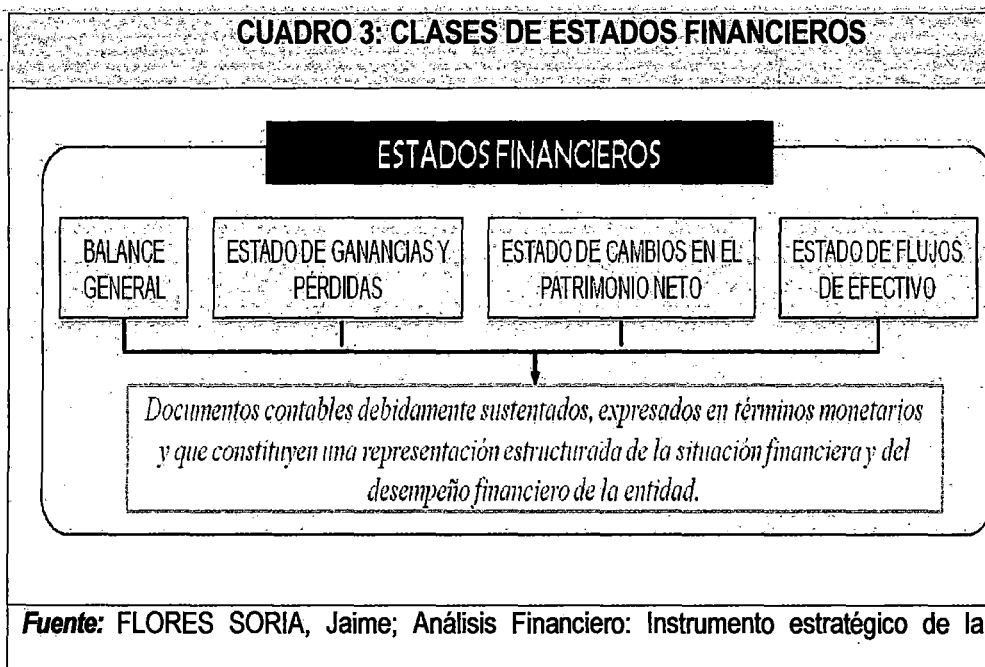 CUADRO 3: CLASES DE ESTADOS FINANCIEROS
ESTADOS FINANCIEROS
BALANCE GENERAL
ESTADO DE GANANCIAS Y PÉRDIDAS
ESTADO DE CAMBIOS EN EL PATRIMONIO NETO
ESTADO DE FLUJOS DE EFECTIVO
Documentos contables debidamente sustentados, expresados en términos monetarios
y que constituyen una representación estructurada de la situación financiera y del
desempeño financiero de la entidad.
Fuente: FLORES SORIA, Jaime; Análisis Financiero: Instrumento estratégico de la